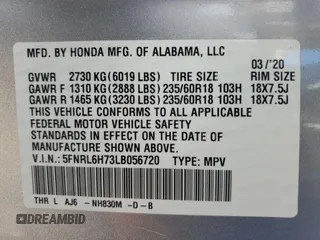 MFD. BY HONDA MFG. OF ALABAMA, LLC
03/'20
GVWR 2730 KG (6019 LBS) TIRE SIZE RIM SIZE
GAWR F 1310 KG (2888 LBS) 235/60R18 103H 18X7.5J
GAWR R 1465 KG (3230 LBS) 235/60R18 103H 18X7.5J
THIS VEHICLE CONFORMS TO ALL APPLICABLE
FEDERAL MOTOR VEHICLE SAFETY
AND THEFT PREVENTION STANDARDS IN EFFECT
ON THE DATE OF MANUFACTURE SHOWN ABOVE.
V.I.N.: 5FNRL6H73LB056720 TYPE: MPV
THR L AJ6 -NH830M -D-B
DREAMBID